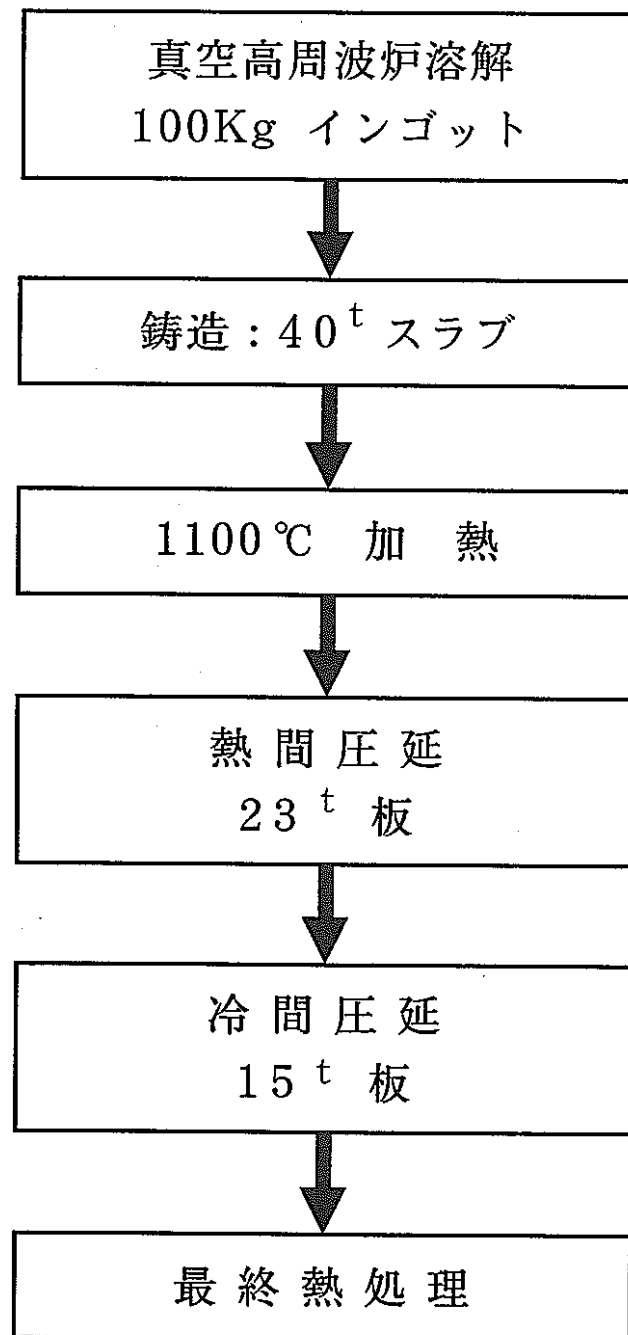 真空高周波炉溶解
100Kg インゴット
鋳造：40ᵗ スラブ
1100℃ 加 熱
熱 間 圧 延
23 ᵗ 板
冷 間 圧 延
15 ᵗ 板
最 終 熱 処 理